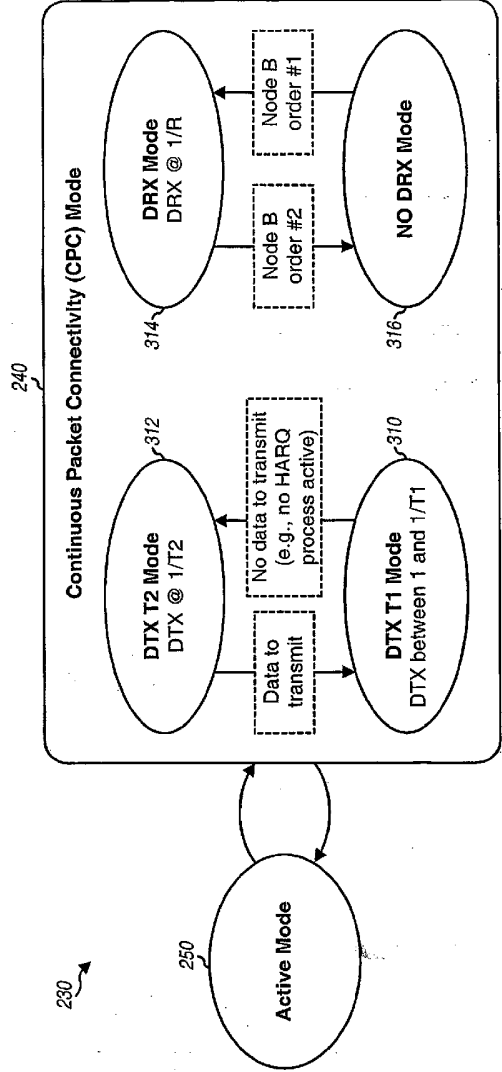 230
250
Active Mode
240
Continuous Packet Connectivity (CPC) Mode
312
DTX T2 Mode
DTX @ 1/T2
314
DRX Mode
DRX @ 1/R
Data to
transmit
No data to transmit
(e.g., no HARQ
process active)
Node B
order #2
Node B
order #1
310
DTX T1 Mode
DTX between 1 and 1/T1
316
NO DRX Mode